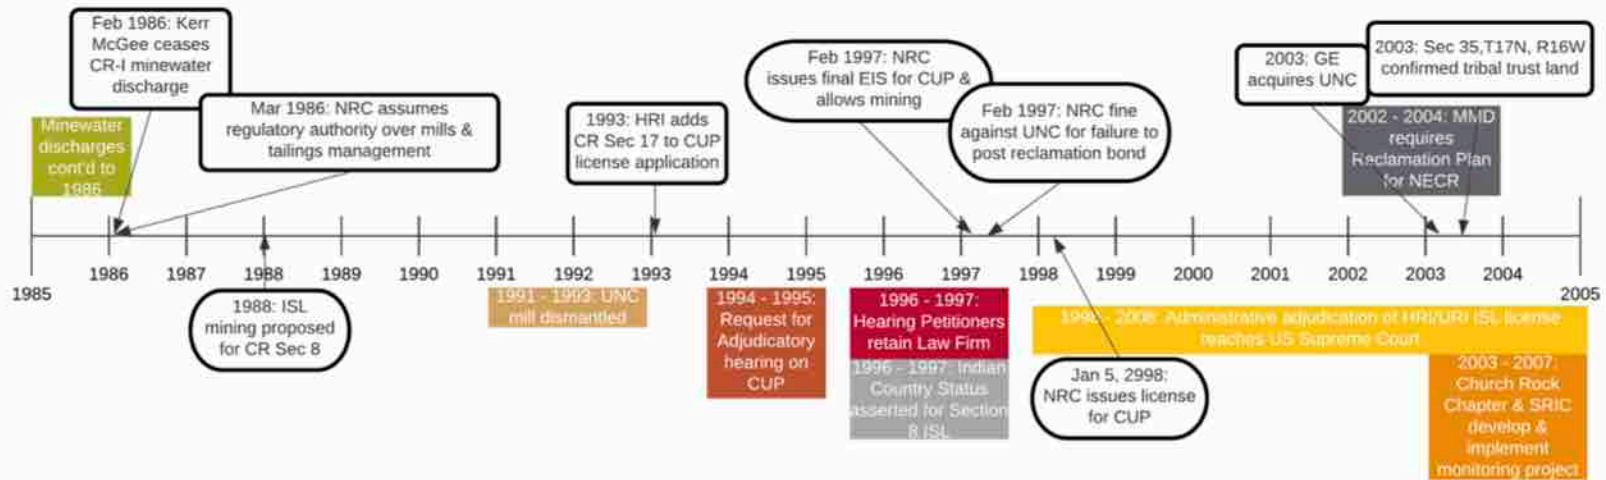 Feb 1986: Kerr
McGee ceases
CR-I minewater
discharge
Minewater
discharges
cont'd to
1986
Mar 1986: NRC assumes
regulatory authority over mills &
tailings management
1993: HRI adds
CR Sec 17 to CUP
license application
Feb 1997: NRC
issues final EIS for CUP &
allows mining
Feb 1997: NRC fine
against UNC for failure to
post reclamation bond
2003: GE
acquires UNC
2003: Sec 35,T17N, R16W
confirmed tribal trust land
2002 - 2004: MMD
requires
Reclamation Plan
for NECR
1985
1986
1987
1988
1989
1990
1991
1992
1993
1994
1995
1996
1997
1998
1999
2000
2001
2002
2003
2004
2005
1988: ISL
mining proposed
for CR Sec 8
1991 - 1993: UNC
mill dismantled
1994 - 1995:
Request for
Adjudicatory
hearing on
CUP
1996 - 1997:
Hearing Petitioners
retain Law Firm
1996 - 1997: Indian
Country Status
asserted for Section
8 ISL
1998 - 2008: Administrative adjudication of HRI/URI ISL license
reaches US Supreme Court
Jan 5, 2998:
NRC issues license
for CUP
2003 - 2007:
Church Rock
Chapter & SRIC
develop &
implement
monitoring project